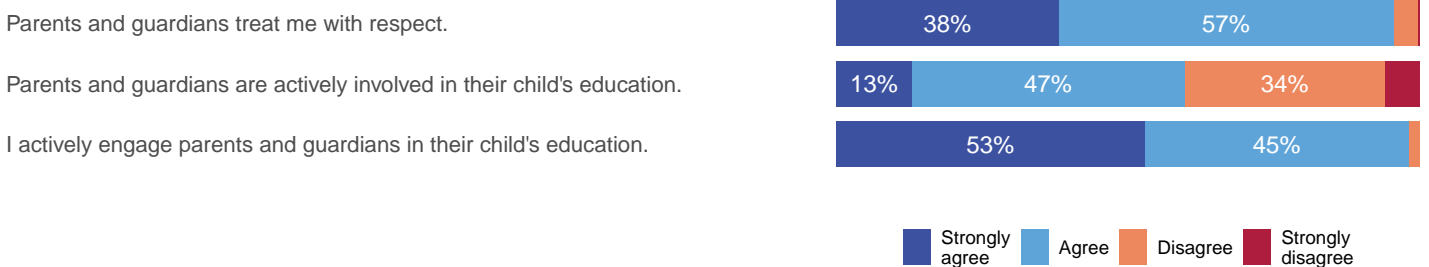 Parents and guardians treat me with respect.
38% 57%
Parents and guardians are actively involved in their child's education.
13% 47% 34%
I actively engage parents and guardians in their child's education.
53% 45%
Strongly agree
Agree
Disagree
Strongly disagree